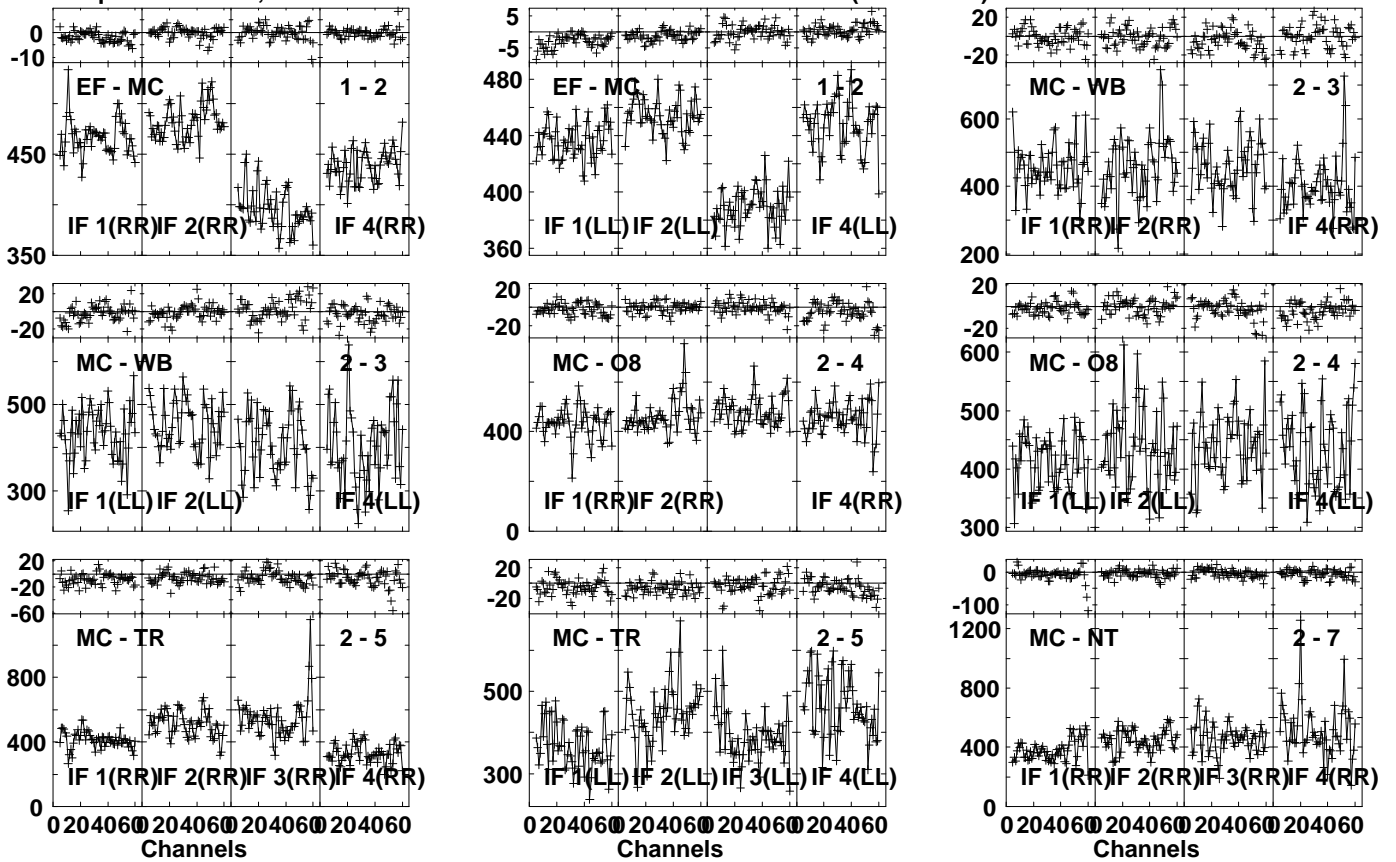 0
-10
EF - MC 1 - 2
450
IF 1(RR) IF 2(RR) IF 4(RR)
350
5
-5
EF - MC 1 - 2
480
440
400
IF 1(LL) IF 2(LL) IF 4(LL)
360
20
-20
MC - WB 2 - 3
600
400
IF 1(RR) IF 2(RR) IF 4(RR)
200
20
-20
MC - WB 2 - 3
500
300
IF 1(LL) IF 2(LL) IF 4(LL)
20
-20
MC - O8 2 - 4
400
IF 1(RR) IF 2(RR) IF 4(RR)
0
20
-20
MC - O8 2 - 4
600
500
400
IF 1(LL) IF 2(LL) IF 4(LL)
300
20
-20
-60
MC - TR 2 - 5
800
400
IF 1(RR) IF 2(RR) IF 3(RR) IF 4(RR)
0
0 20 40 60 0 20 40 60 0 20 40 60 0 20 40 60
Channels
20
-20
MC - TR 2 - 5
500
300
IF 1(LL) IF 2(LL) IF 3(LL) IF 4(LL)
0 20 40 60 0 20 40 60 0 20 40 60 0 20 40 60
Channels
0
-100
1200
MC - NT 2 - 7
800
400
IF 1(RR) IF 2(RR) IF 3(RR) IF 4(RR)
0
0 20 40 60 0 20 40 60 0 20 40 60 0 20 40 60
Channels